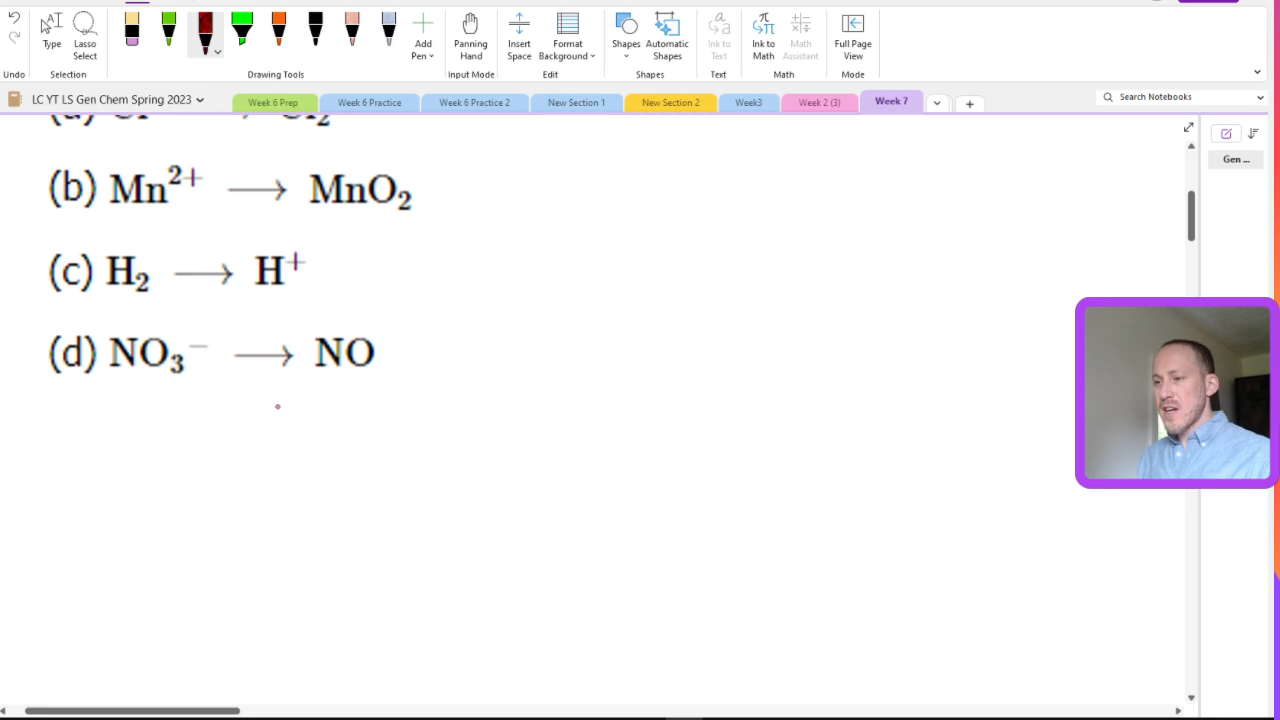 Undo
Type
Lasso Select
Selection
Drawing Tools
Add Pen
Panning Hand
Input Mode
Insert Space
Format Background
Edit
Shapes
Automatic Shapes
Shapes
Ink to Text
Text
Ink to Math
Math Assistant
Math
Full Page View
Mode
LC YT LS Gen Chem Spring 2023
Week 6 Prep
Week 6 Practice
Week 6 Practice 2
New Section 1
New Section 2
Week3
Week 2 (3)
Week 7
Search Notebooks
Gen ...
(b) Mn²⁺ ⟶ MnO₂
(c) H₂ ⟶ H⁺
(d) NO₃⁻ ⟶ NO